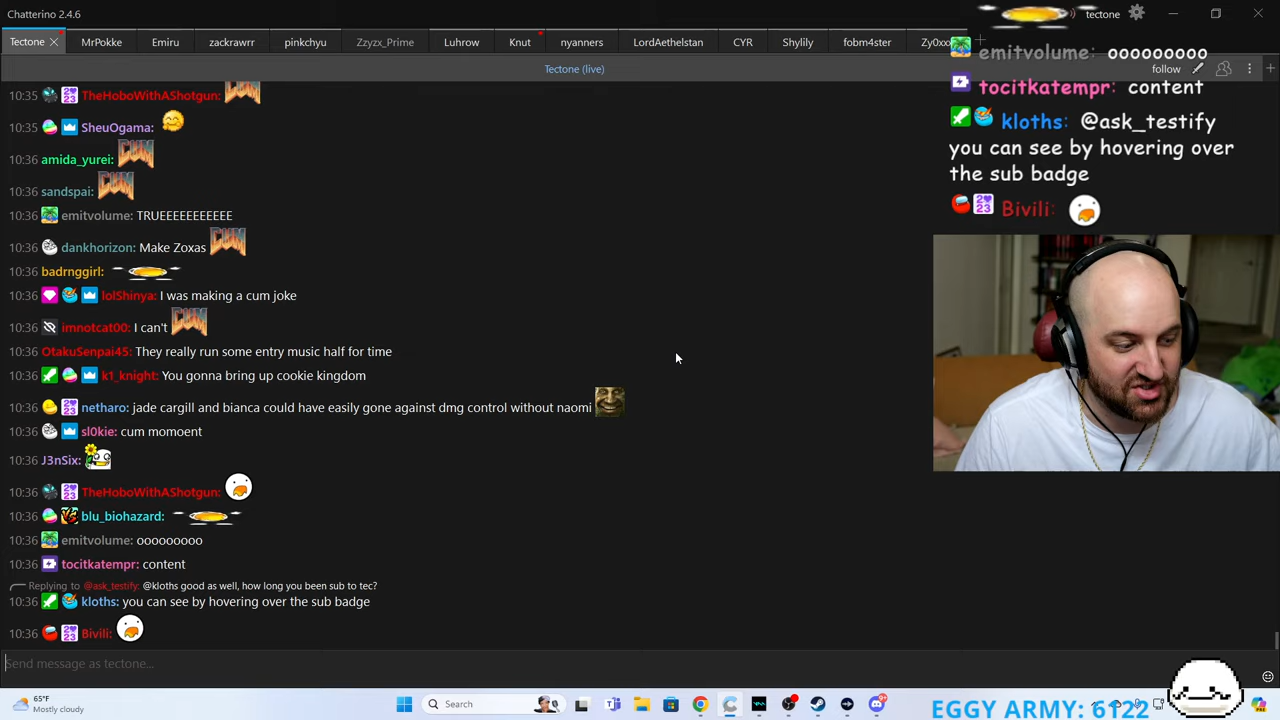 Chatterino 2.4.6
tectone
Tectone
MrPokke
Emiru
zackrawrr
pinkchyu
Zzyzx_Prime
Luhrow
Knut
nyanners
LordAethelstan
CYR
Shylily
fobm4ster
Zy0xx
Tectone (live)
follow
10:35 TheHoboWithAShotgun: CUM
10:35 SheuOgama:
10:36 amida_yurei: CUM
10:36 sandspai: CUM
10:36 emitvolume: TRUEEEEEEEEEEE
10:36 dankhorizon: Make Zoxas CUM
10:36 badrnggirl:
10:36 lolShinya: I was making a cum joke
10:36 imnotcat00: I can't CUM
10:36 OtakuSenpai45: They really run some entry music half for time
10:36 k1_knight: You gonna bring up cookie kingdom
10:36 netharo: jade cargill and bianca could have easily gone against dmg control without naomi
10:36 sl0kie: cum momoent
10:36 J3nSix:
10:36 TheHoboWithAShotgun:
10:36 blu_biohazard:
10:36 emitvolume: ooooooooo
10:36 tocitkatempr: content
Replying to @ask_testify: @kloths good as well, how long you been sub to tec?
10:36 kloths: you can see by hovering over the sub badge
10:36 Bivili:
Send message as tectone...
emitvolume: ooooooooo
tocitkatempr: content
kloths: @ask_testify
you can see by hovering over
the sub badge
Bivili:
65°F
Mostly cloudy
Search
EGGY ARMY: 6122